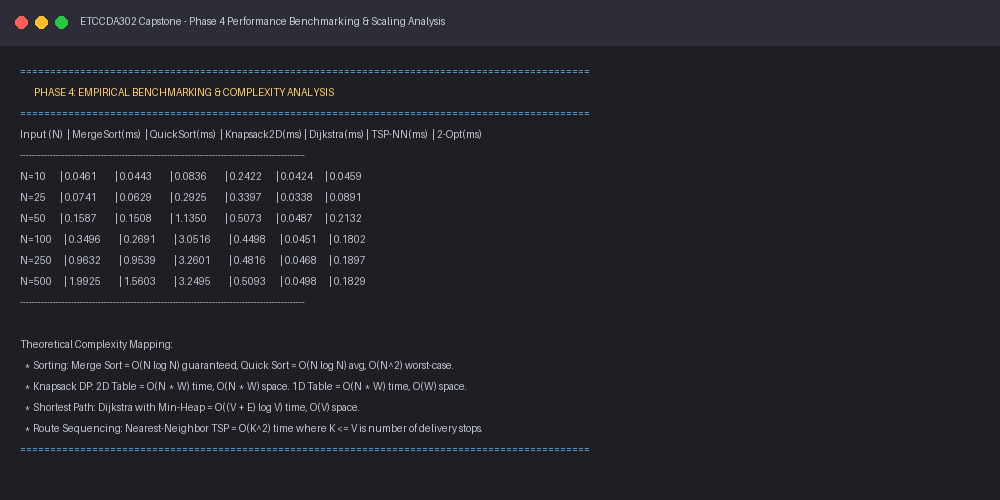 ETCCDA302 Capstone - Phase 4 Performance Benchmarking & Scaling Analysis
===============================================================================================
PHASE 4: EMPIRICAL BENCHMARKING & COMPLEXITY ANALYSIS
===============================================================================================
Input (N) | MergeSort(ms) | QuickSort(ms) | Knapsack2D(ms) | Dijkstra(ms) | TSP-NN(ms) | 2-Opt(ms)
-----------------------------------------------------------------------------------------------
N=10 | 0.0461 | 0.0443 | 0.0836 | 0.2422 | 0.0424 | 0.0459
N=25 | 0.0741 | 0.0629 | 0.2925 | 0.3397 | 0.0338 | 0.0891
N=50 | 0.1587 | 0.1508 | 1.1350 | 0.5073 | 0.0487 | 0.2132
N=100 | 0.3496 | 0.2691 | 3.0516 | 0.4498 | 0.0451 | 0.1802
N=250 | 0.9632 | 0.9539 | 3.2601 | 0.4816 | 0.0468 | 0.1897
N=500 | 1.9925 | 1.5603 | 3.2495 | 0.5093 | 0.0498 | 0.1829
-----------------------------------------------------------------------------------------------
Theoretical Complexity Mapping:
* Sorting: Merge Sort = O(N log N) guaranteed, Quick Sort = O(N log N) avg, O(N^2) worst-case.
* Knapsack DP: 2D Table = O(N * W) time, O(N * W) space. 1D Table = O(N * W) time, O(W) space.
* Shortest Path: Dijkstra with Min-Heap = O((V + E) log V) time, O(V) space.
* Route Sequencing: Nearest-Neighbor TSP = O(K^2) time where K <= V is number of delivery stops.
===============================================================================================